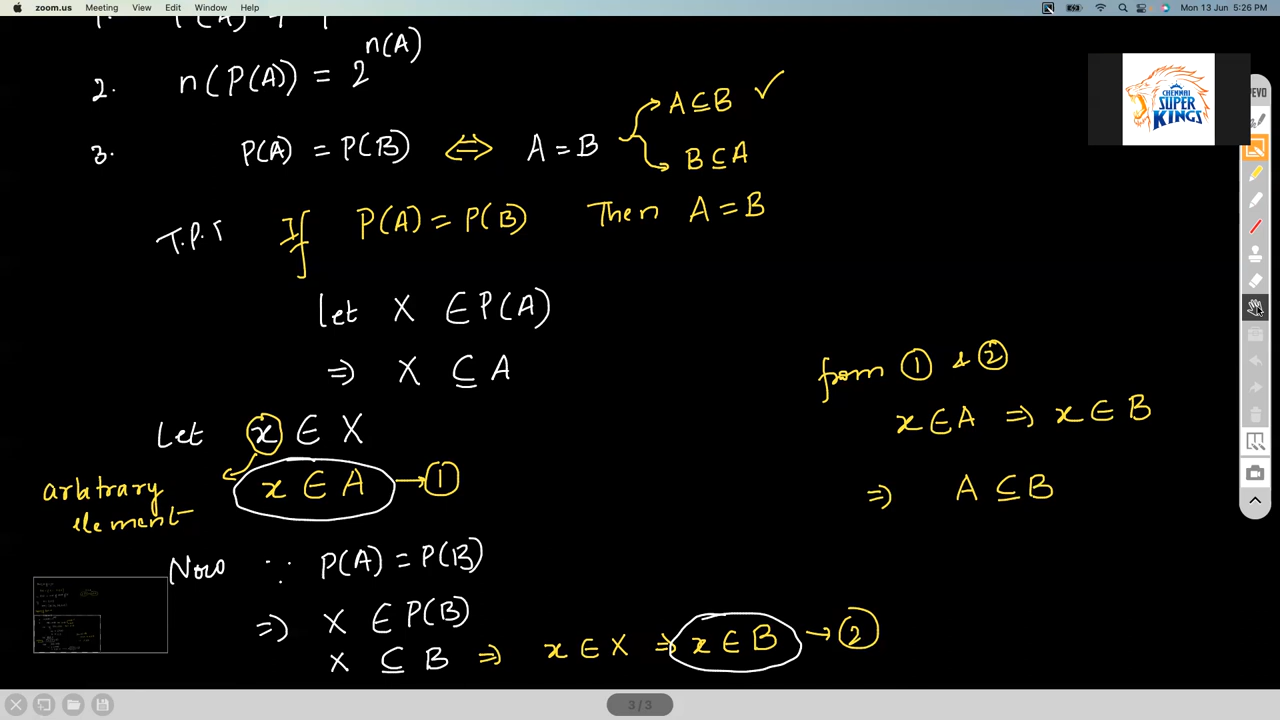 zoom.us Meeting View Edit Window Help Mon 13 Jun 5:26 PM
1.
2. n(P(A)) = 2^n(A)
CHENNAI SUPER KINGS
3. P(A) = P(B) ⇔ A = B → A ⊆ B ✓
→ B ⊆ A
T.P.T If P(A) = P(B) Then A = B
let X ∈ P(A)
⇒ X ⊆ A
Let x ∈ X
arbitrary element
x ∈ A → ①
Now ∵ P(A) = P(B)
⇒ X ∈ P(B)
X ⊆ B ⇒ x ∈ X ⇒ x ∈ B → ②
from ① & ②
x ∈ A ⇒ x ∈ B
⇒ A ⊆ B
3/3